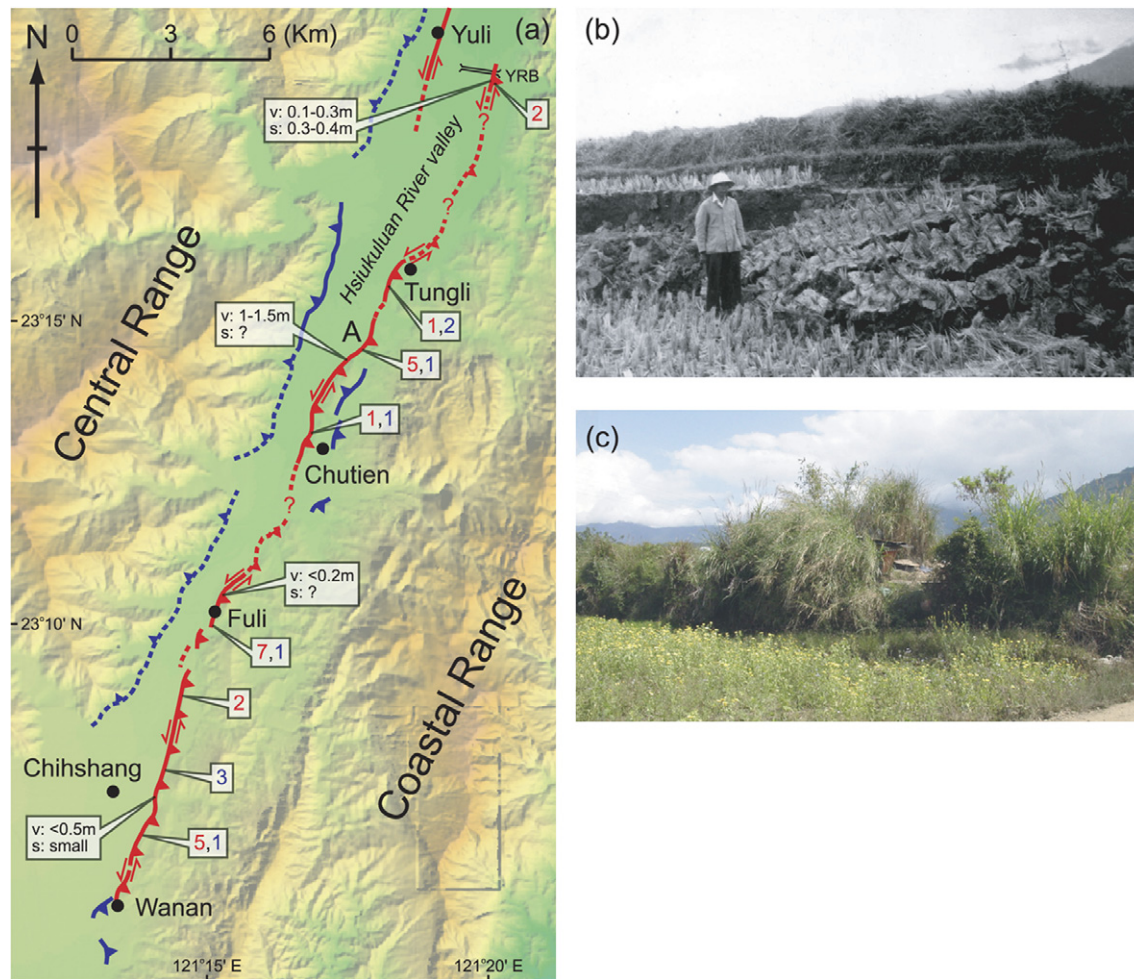 (a)
N
0 3 6 (Km)
Yuli
YRB
v: 0.1-0.3m
s: 0.3-0.4m
2
?
Hsiukuluan River valley
?
Central Range
Tungli
23°15' N
v: 1-1.5m
s: ?
A
1,2
5,1
1,1
Chutien
?
v: <0.2m
s: ?
Fuli
23°10' N
7,1
Coastal Range
2
Chihshang
3
v: <0.5m
s: small
5,1
Wanan
121°15' E
121°20' E
(b)
(c)